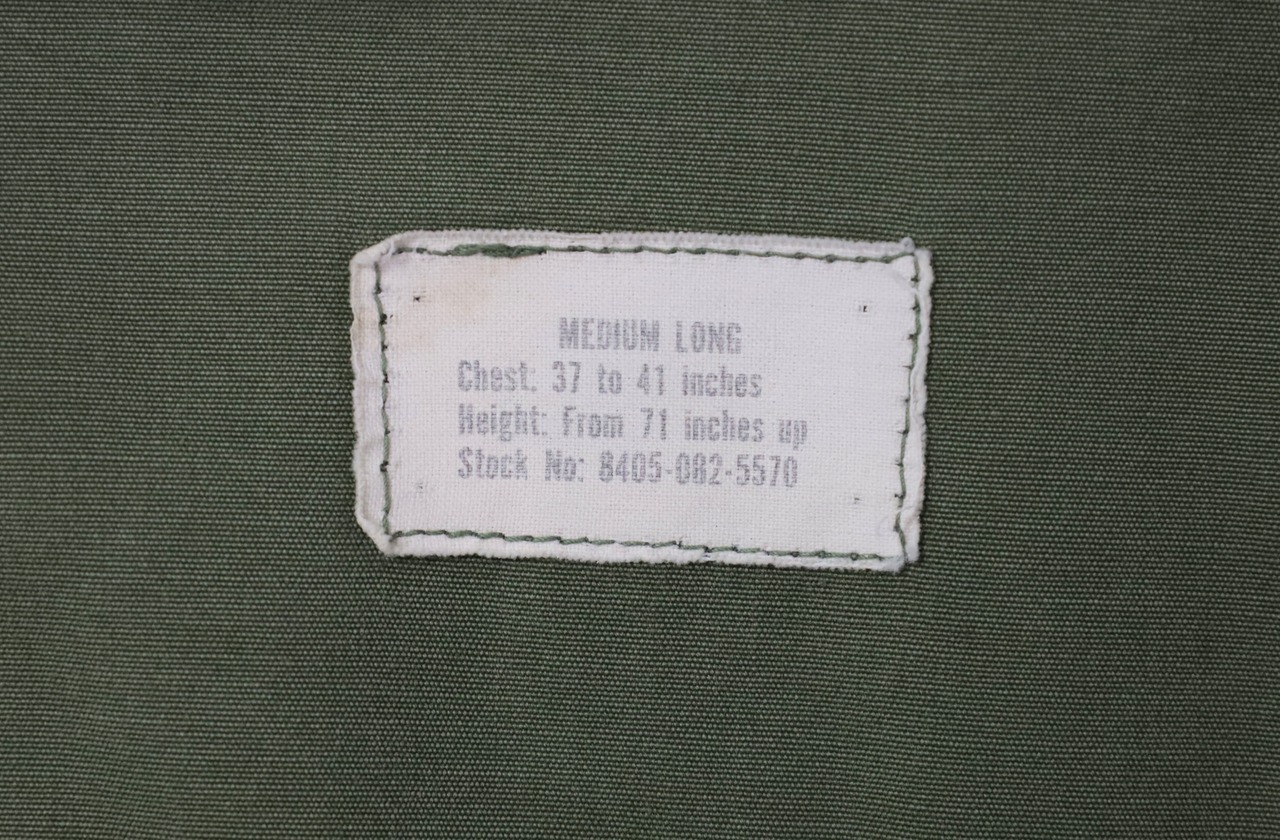 MEDIUM LONG
Chest: 37 to 41 inches
Height: From 71 inches up
Stock No: 8405-082-5570